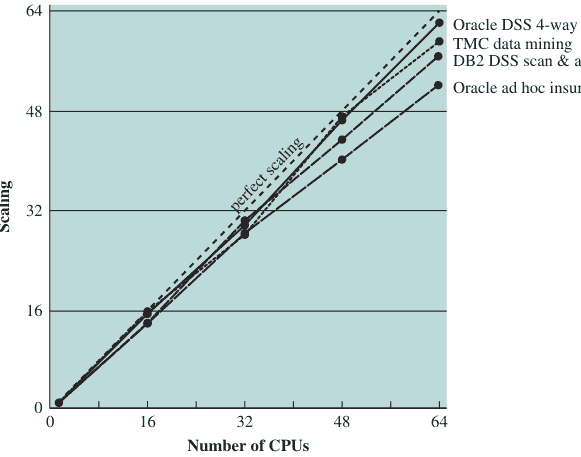 64
Oracle DSS 4-way
TMC data mining
DB2 DSS scan & a
Oracle ad hoc insur
48
perfect scaling
Scaling
32
16
0
0 16 32 48 64
Number of CPUs